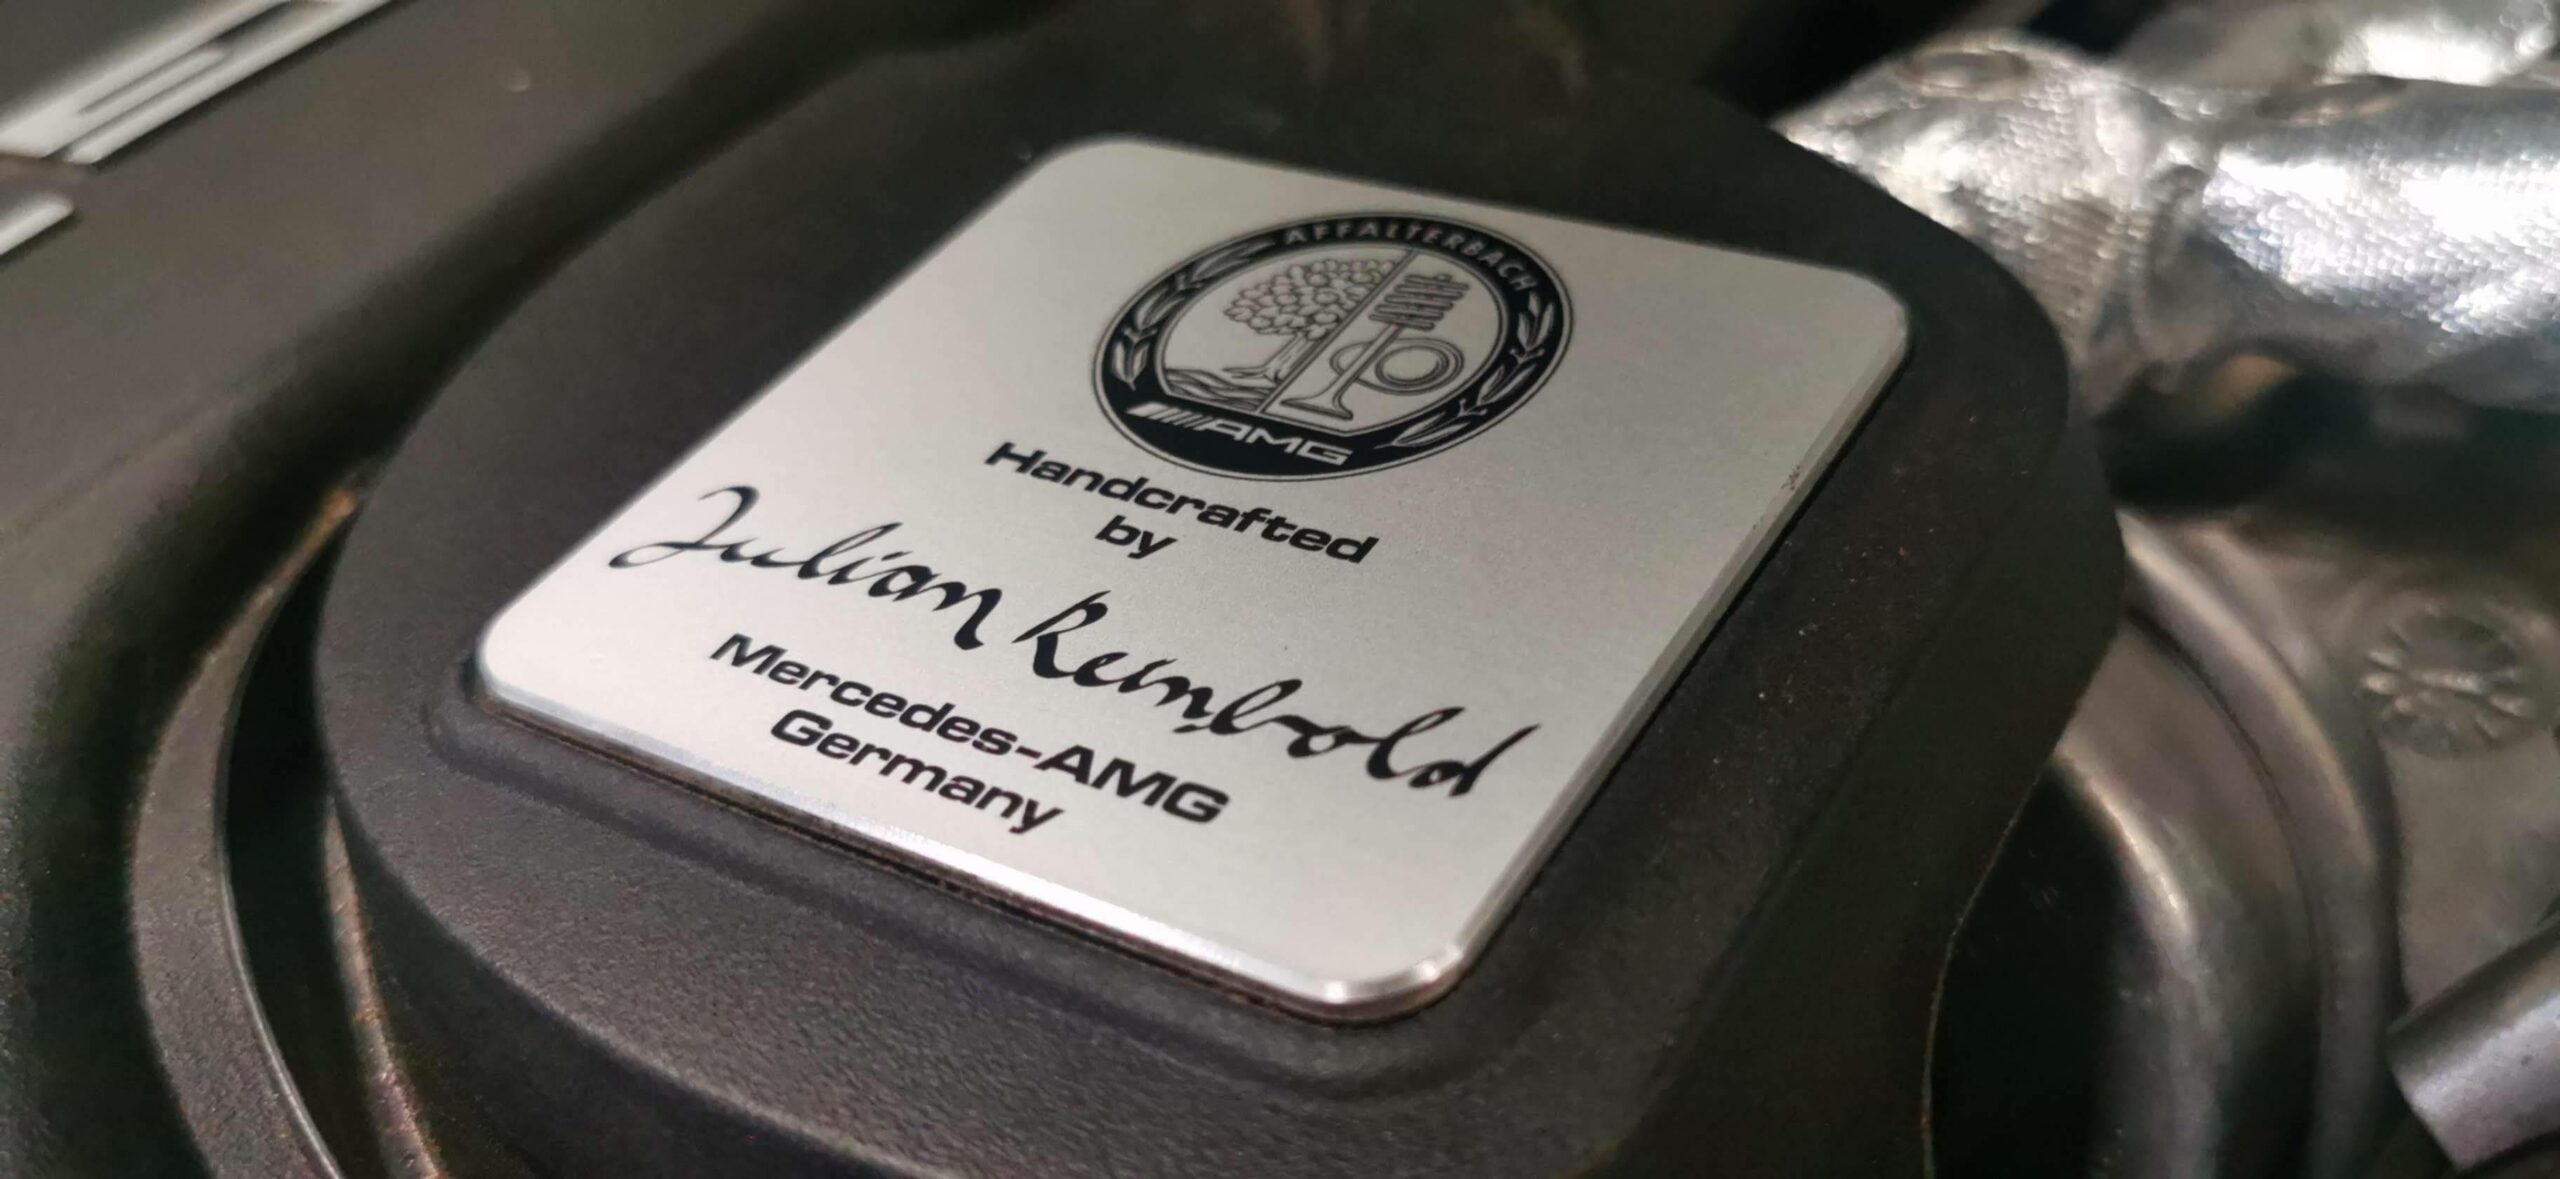 AFFALTERBACH
AMG
Handcrafted
by
Julian Reinbold
Mercedes-AMG
Germany